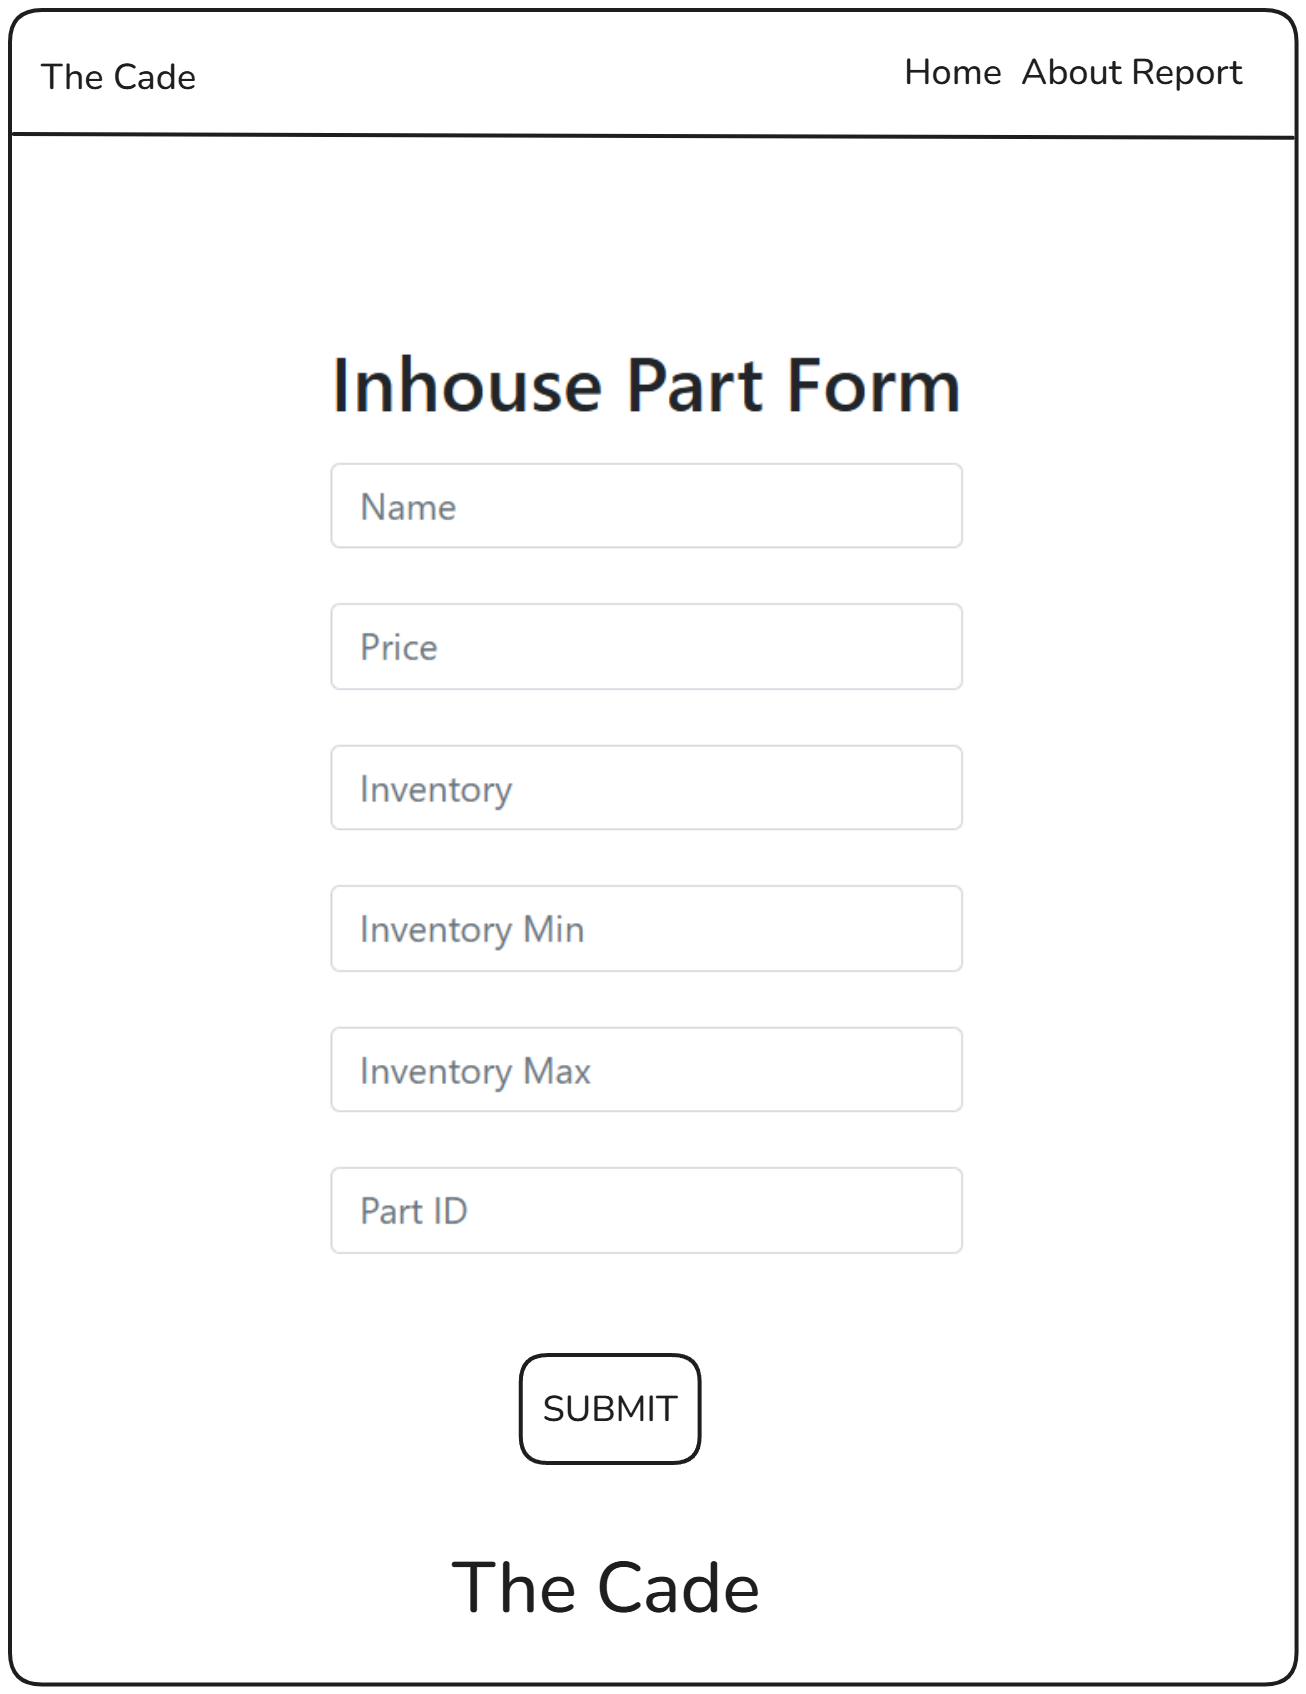 The Cade
Home About Report
Inhouse Part Form
Name
Price
Inventory
Inventory Min
Inventory Max
Part ID
SUBMIT
The Cade